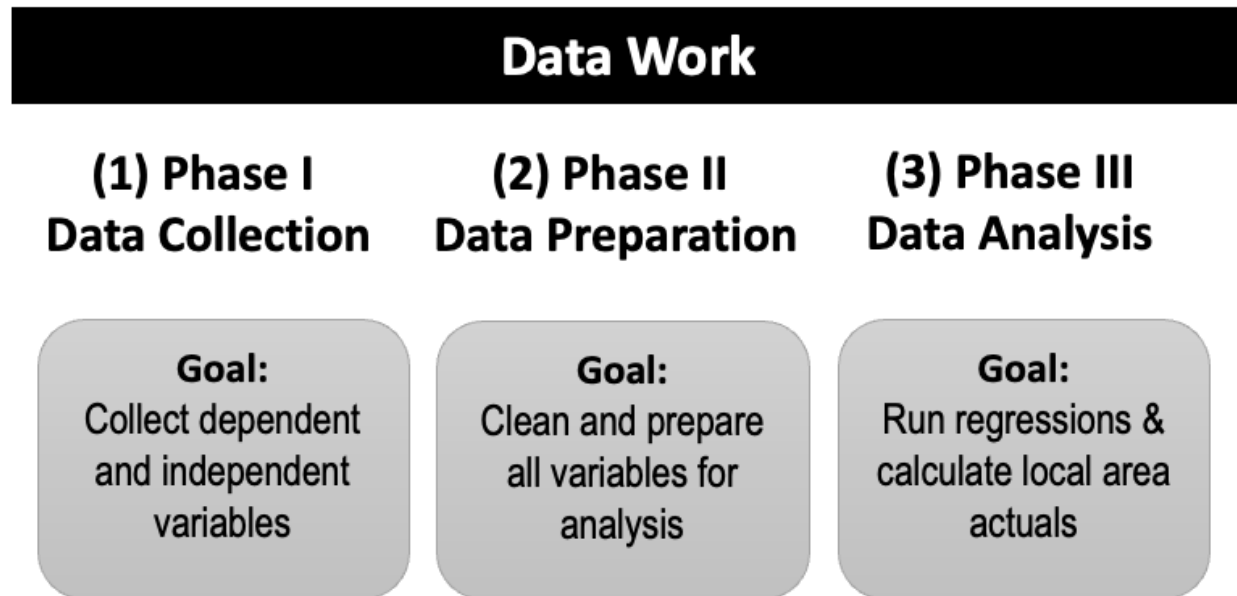 Data Work
(1) Phase I
Data Collection
(2) Phase II
Data Preparation
(3) Phase III
Data Analysis
Goal:
Collect dependent
and independent
variables
Goal:
Clean and prepare
all variables for
analysis
Goal:
Run regressions &
calculate local area
actuals